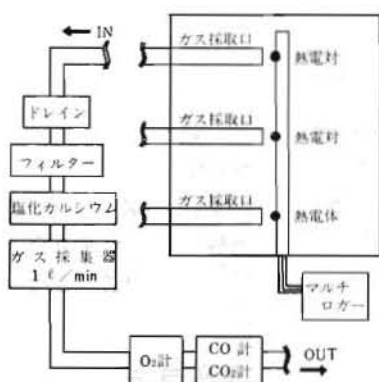 IN
ガス採取口
熱電対
ドレイン
フィルター
ガス採取口
熱電対
塩化カルシウム
ガス採取口
熱電体
ガス採集器
1ℓ/min
マルチ
ロガー
O₂計
CO 計
CO₂計
OUT